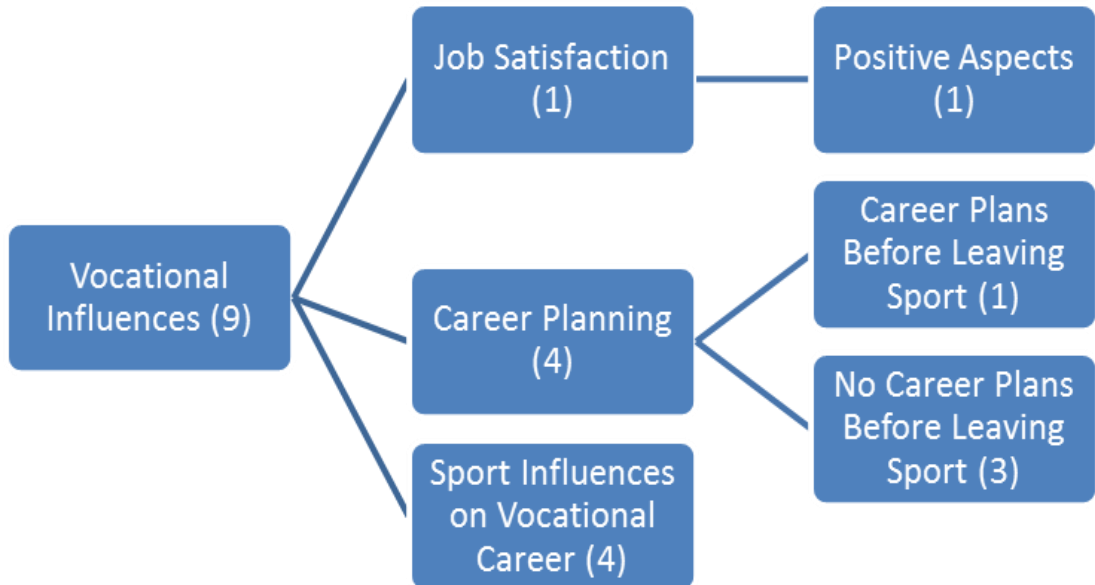 Job Satisfaction
(1)
Positive Aspects
(1)
Vocational
Influences (9)
Career Planning
(4)
Career Plans
Before Leaving
Sport (1)
No Career Plans
Before Leaving
Sport (3)
Sport Influences
on Vocational
Career (4)